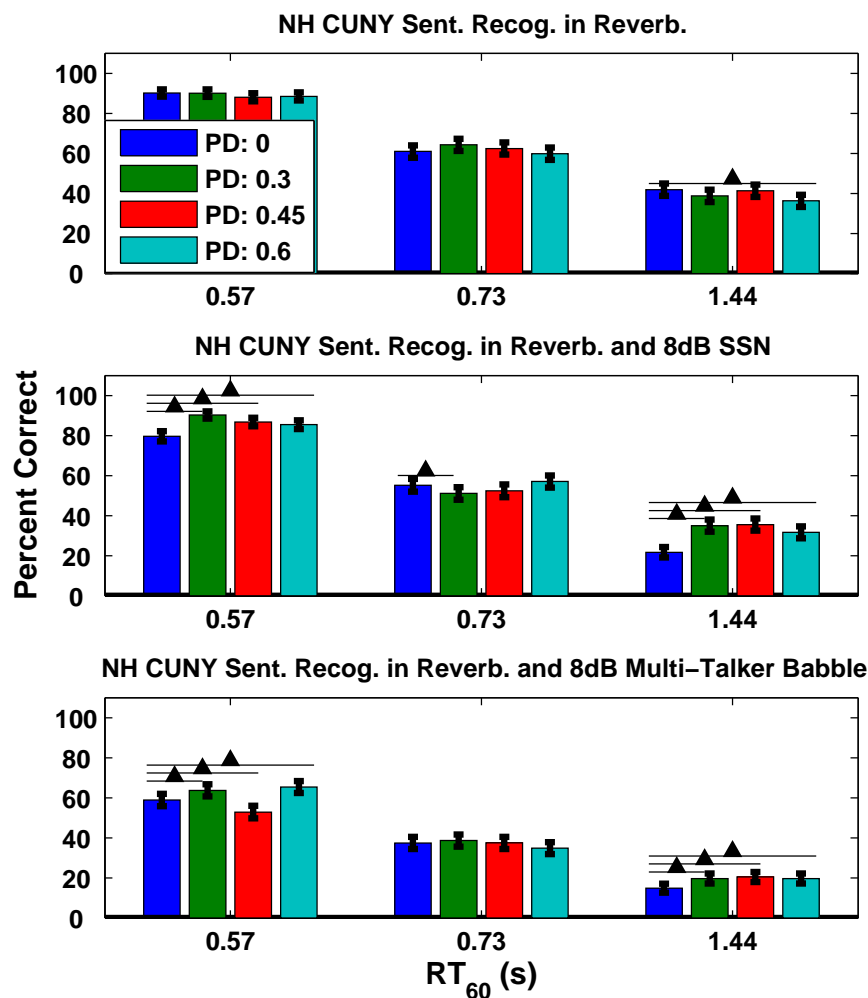 NH CUNY Sent. Recog. in Reverb.
100
80
60
40
20
0
PD: 0
PD: 0.3
PD: 0.45
PD: 0.6
0.57 0.73 1.44
NH CUNY Sent. Recog. in Reverb. and 8dB SSN
Percent Correct
100
80
60
40
20
0
0.57 0.73 1.44
NH CUNY Sent. Recog. in Reverb. and 8dB Multi−Talker Babble
100
80
60
40
20
0
0.57 0.73 1.44
RT60 (s)